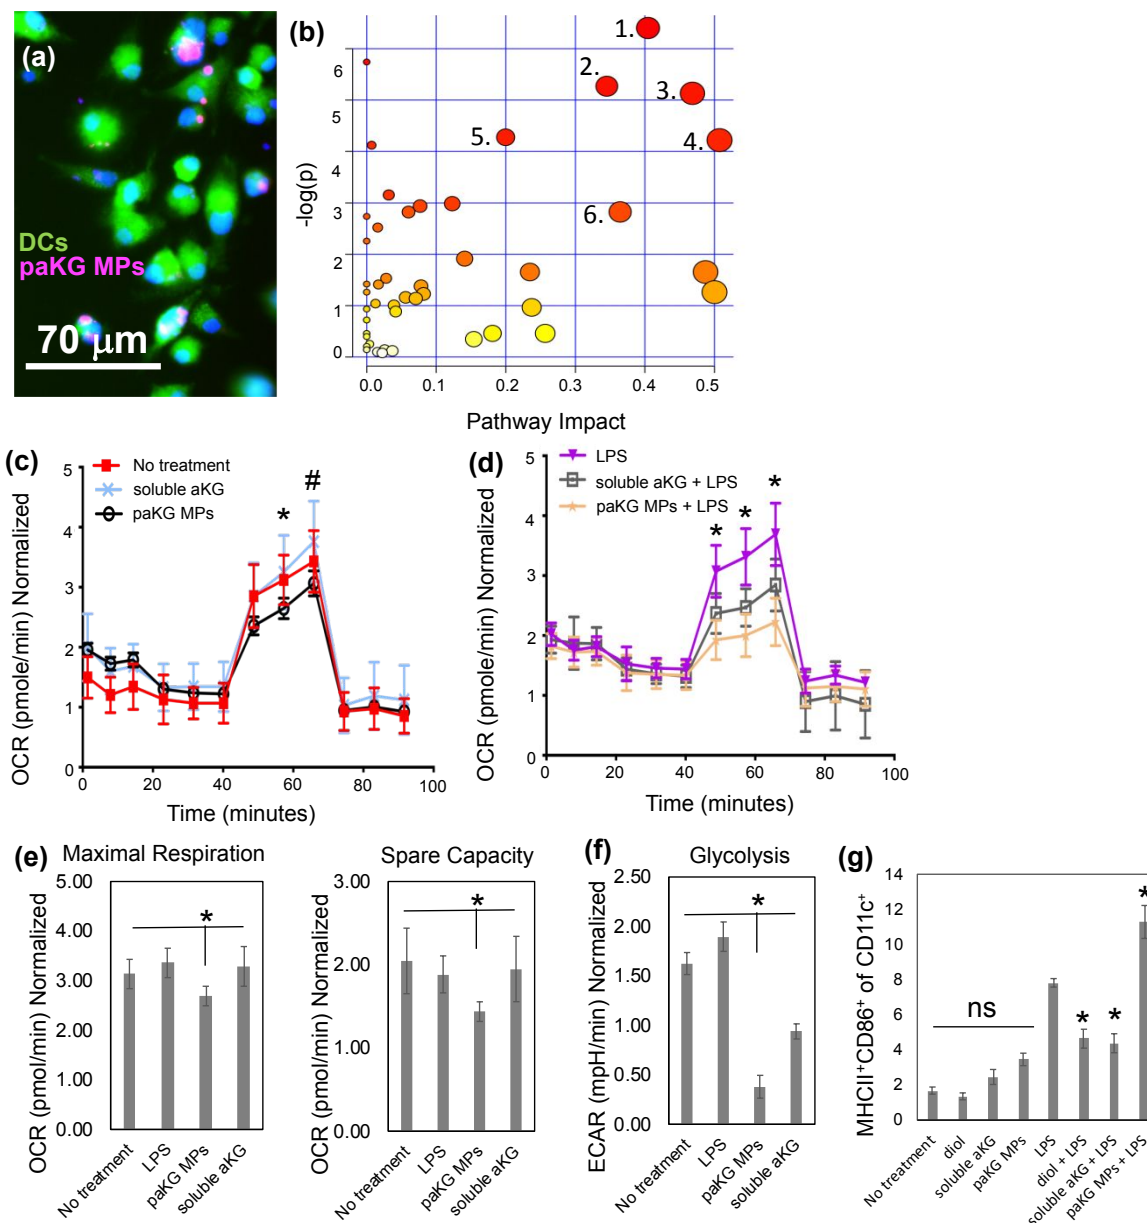 (a)
DCs
paKG MPs
70 μm
(b)
1.
2.
3.
4.
5.
6.
6
5
4
3
2
1
0
-log(p)
0.0 0.1 0.2 0.3 0.4 0.5
Pathway Impact
(c)
No treatment
soluble aKG
paKG MPs
* #
5
4
3
2
1
0
OCR (pmole/min) Normalized
0 20 40 60 80 100
Time (minutes)
(d)
LPS
soluble aKG + LPS
paKG MPs + LPS
* * *
5
4
3
2
1
0
OCR (pmole/min) Normalized
0 20 40 60 80 100
Time (minutes)
(e)
Maximal Respiration
5.00
4.00
3.00
2.00
1.00
0.00
OCR (pmol/min) Normalized
*
No treatment
LPS
paKG MPs
soluble aKG
Spare Capacity
3.00
2.00
1.00
0.00
OCR (pmol/min) Normalized
*
No treatment
LPS
paKG MPs
soluble aKG
(f)
Glycolysis
2.50
2.00
1.50
1.00
0.50
0.00
ECAR (mpH/min) Normalized
*
No treatment
LPS
paKG MPs
soluble aKG
(g)
14
12
10
8
6
4
2
0
MHCII⁺CD86⁺ of CD11c⁺
ns
* * *
No treatment
diol
soluble aKG
paKG MPs
LPS
diol + LPS
soluble aKG + LPS
paKG MPs + LPS